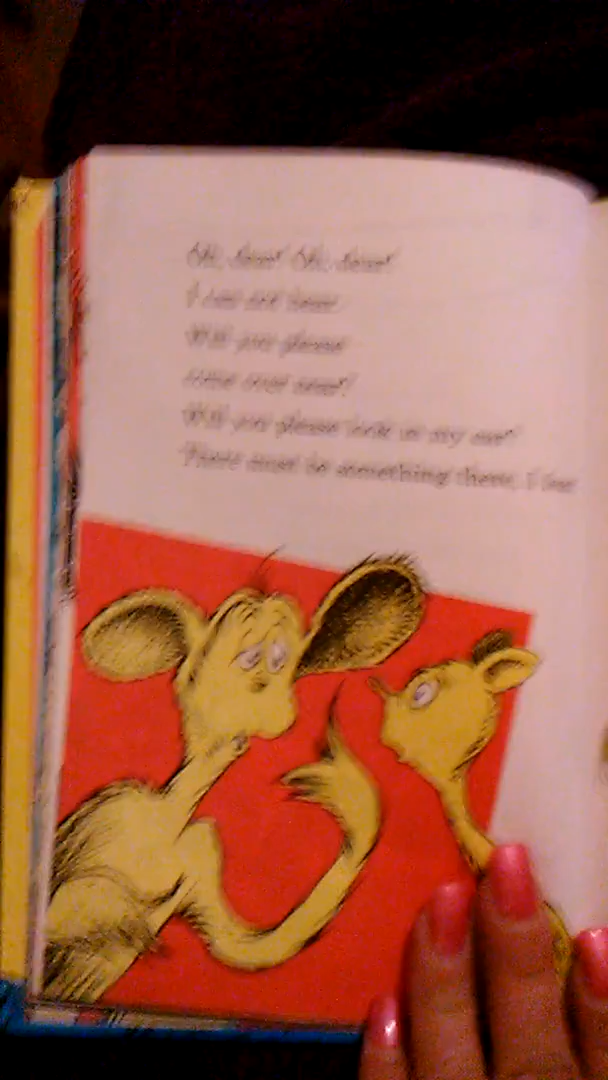 Oh, dear! Oh, dear!
I can not hear.
Will you please
come over near?
Will you please look in my ear?
There must be something there, I fear.